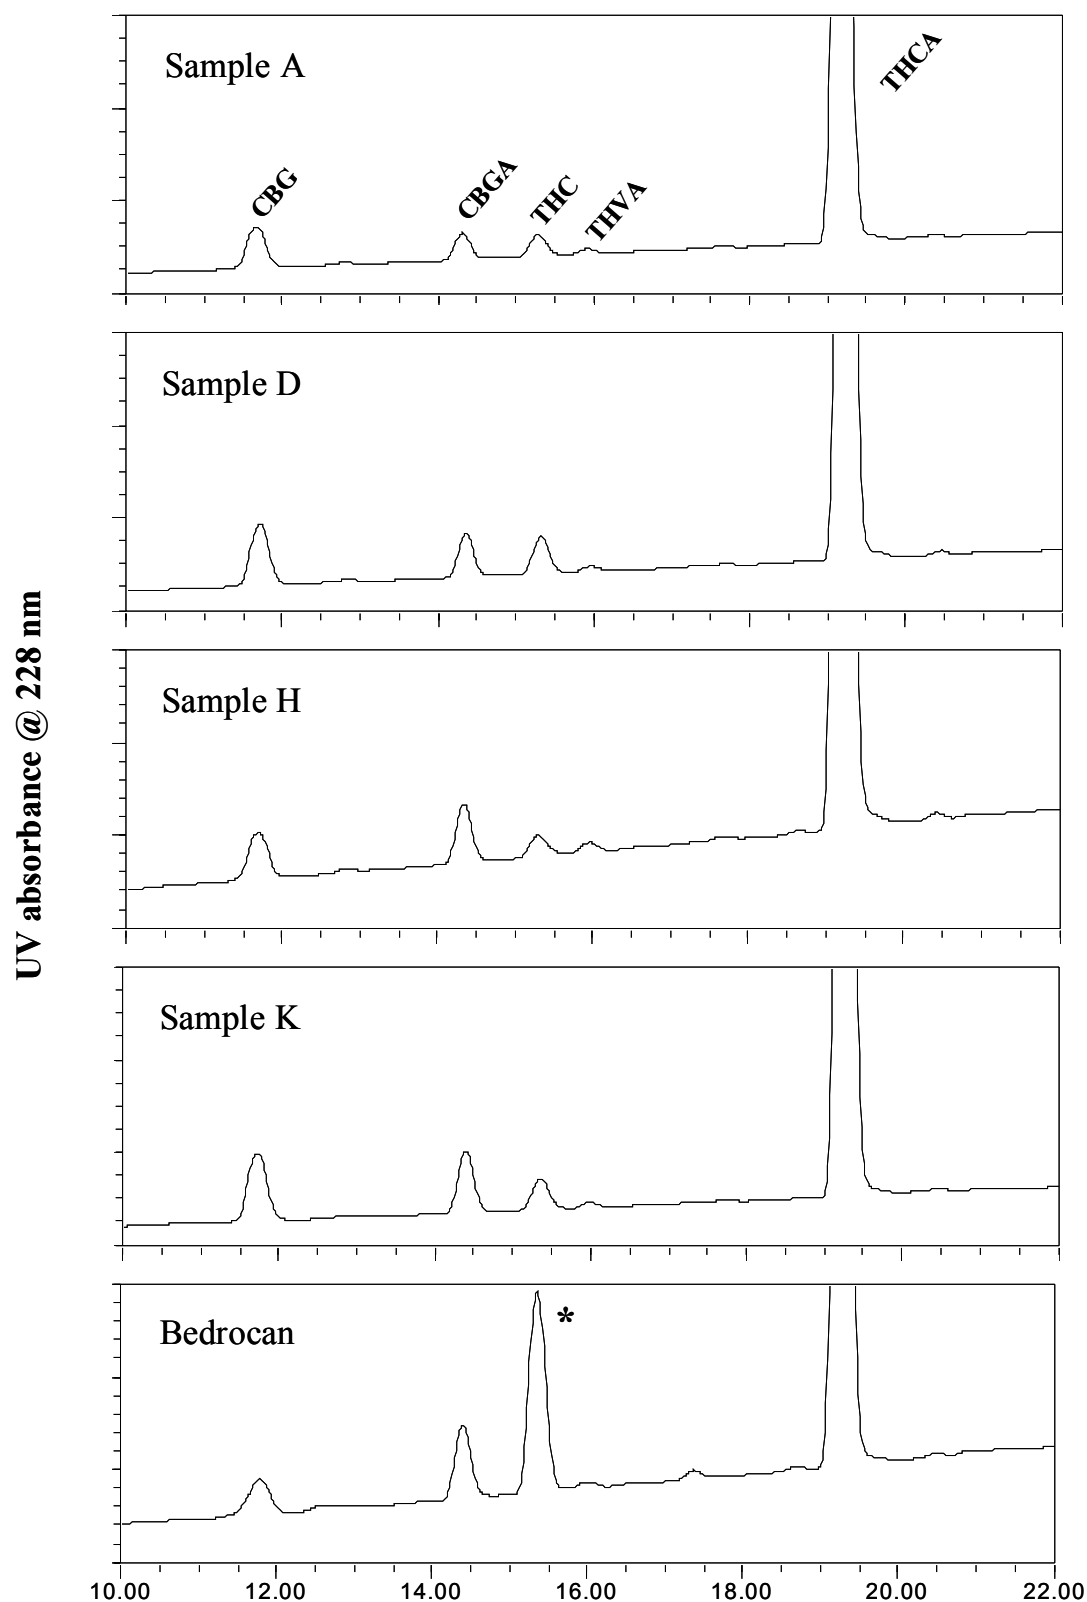 Sample A
THCA
CBG
CBGA
THC
THVA
Sample D
Sample H
UV absorbance @ 228 nm
Sample K
Bedrocan
*
10.00 12.00 14.00 16.00 18.00 20.00 22.00